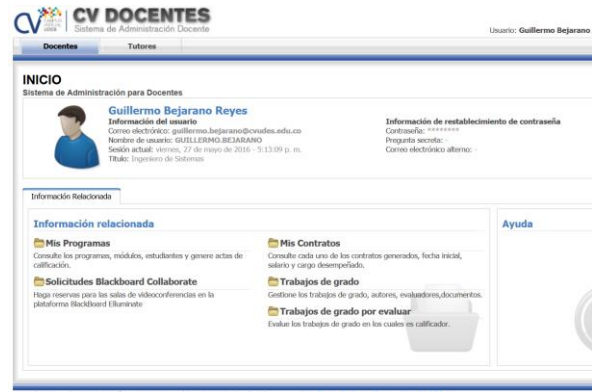 CV DOCENTES
Sistema de Administración Docente
Usuario: Guillermo Bejarano
Docentes
Tutores
INICIO
Sistema de Administración para Docentes
Guillermo Bejarano Reyes
Información del usuario
Correo electrónico: guillermo.bejarano@cvudes.edu.co
Nombre de usuario: GUILLERMO.BEJARANO
Sesión actual: viernes, 27 de mayo de 2016 - 5:13:09 p. m.
Título: Ingeniero de Sistemas
Información de restablecimiento de contraseña
Contraseña: ********
Pregunta secreta: -
Correo electrónico alterno: -
Información Relacionada
Información relacionada
Mis Programas
Consulte los programas, módulos, estudiantes y genere actas de
calificación.
Solicitudes Blackboard Collaborate
Haga reservas para las salas de videoconferencias en la
plataforma BlackBoard Elluminate
Mis Contratos
Consulte cada uno de los contratos generados, fecha inicial,
salario y cargo desempeñado.
Trabajos de grado
Gestione los trabajos de grado, autores, evaluadores,documentos.
Trabajos de grado por evaluar
Evalue los trabajos de grado en los cuales es calificador.
Ayuda